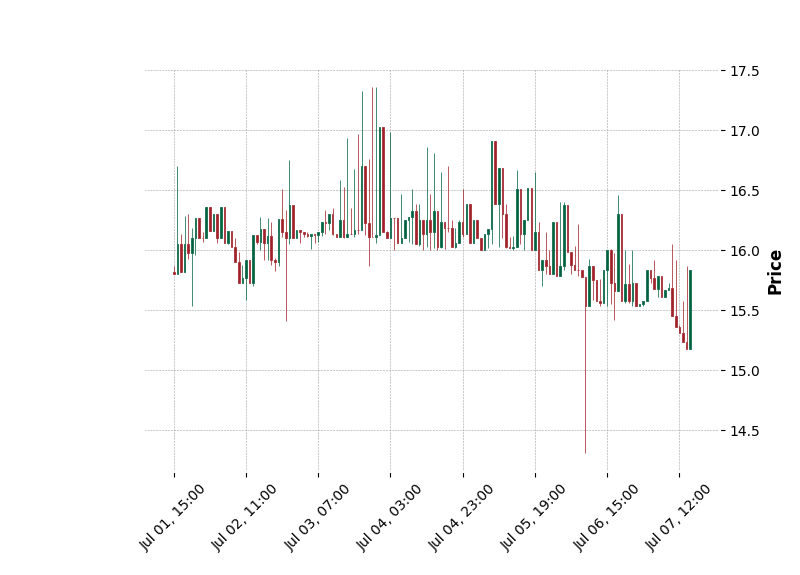 17.5
17.0
16.5
16.0
15.5
15.0
14.5
Price
Jul 01, 15:00
Jul 02, 11:00
Jul 03, 07:00
Jul 04, 03:00
Jul 04, 23:00
Jul 05, 19:00
Jul 06, 15:00
Jul 07, 12:00